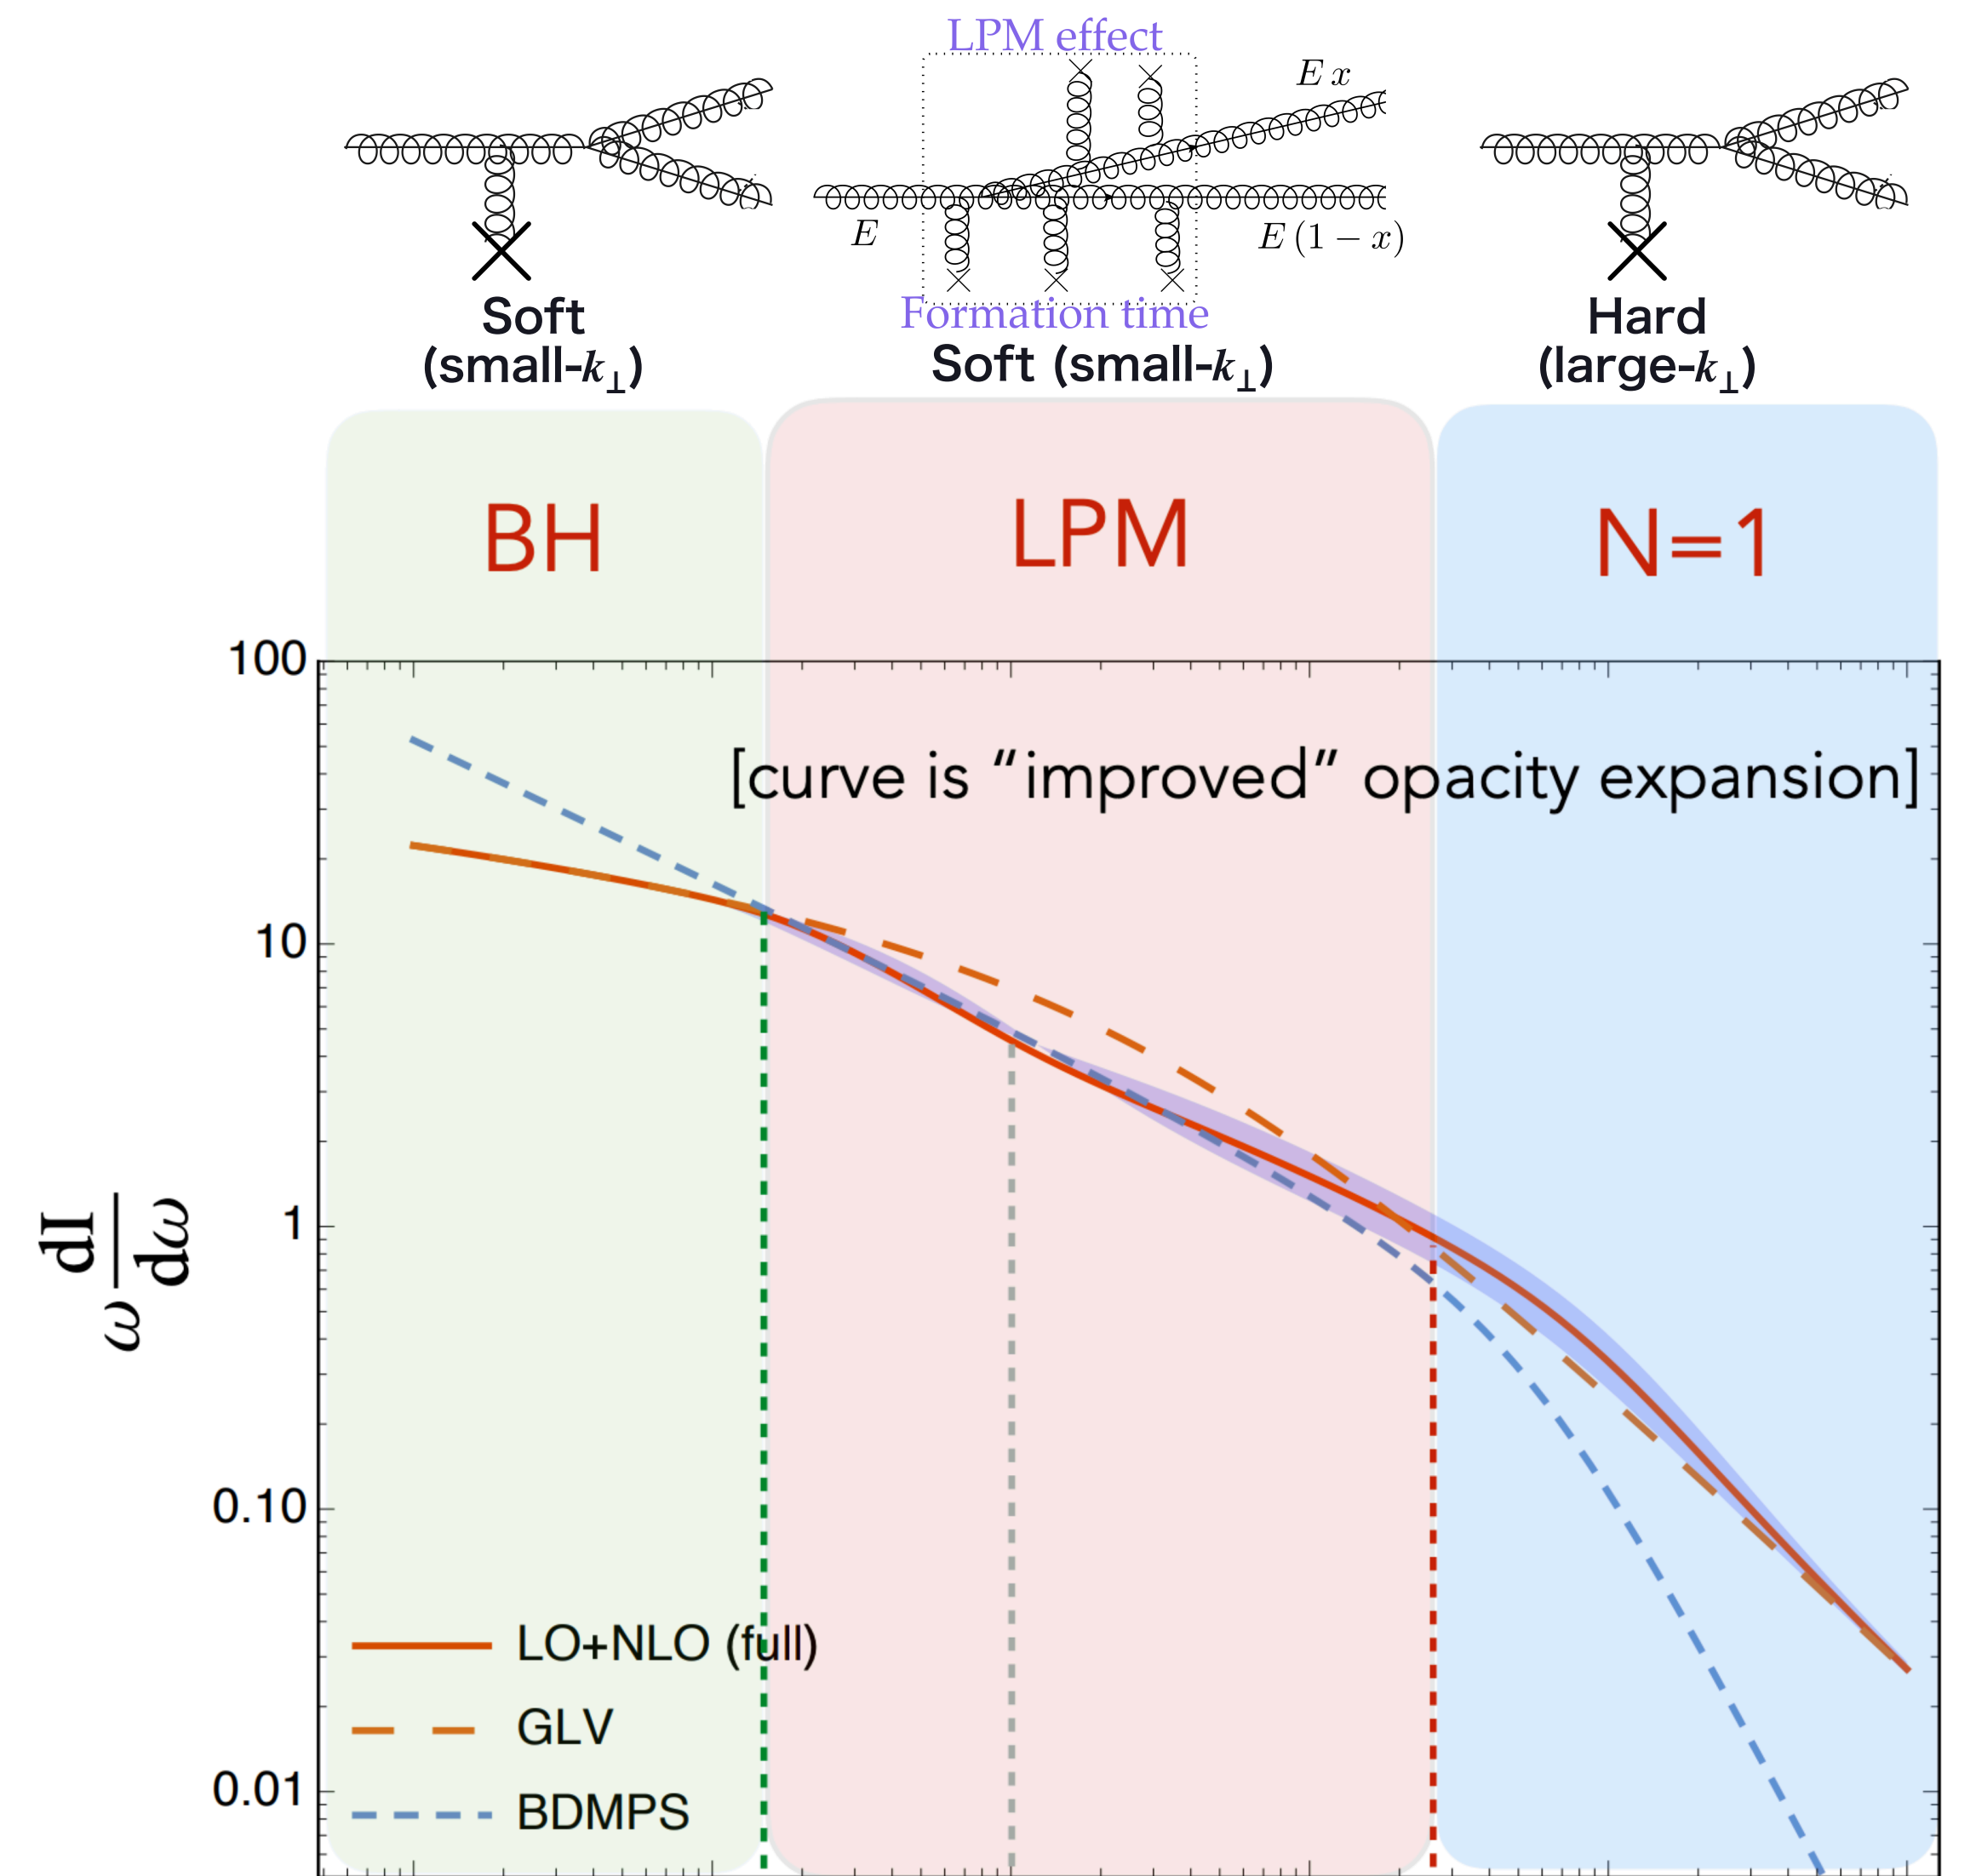 LPM effect
E x
E
E (1 − x)
Formation time
Soft
(small-k⊥)
Soft (small-k⊥)
Hard
(large-k⊥)
BH
LPM
N=1
100
[curve is “improved” opacity expansion]
10
1
ω dI/dω
0.10
LO+NLO (full)
GLV
0.01
BDMPS